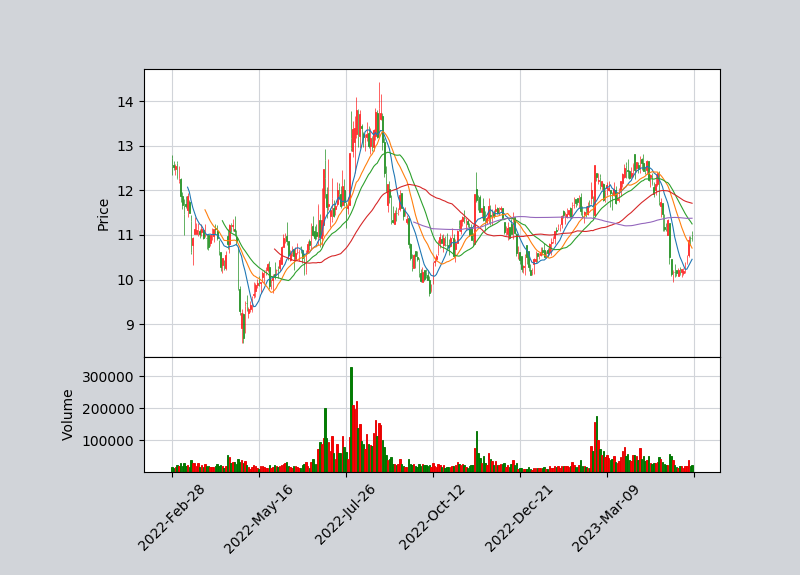 Price
14
13
12
11
10
9
Volume
300000
200000
100000
2022-Feb-28
2022-May-16
2022-Jul-26
2022-Oct-12
2022-Dec-21
2023-Mar-09